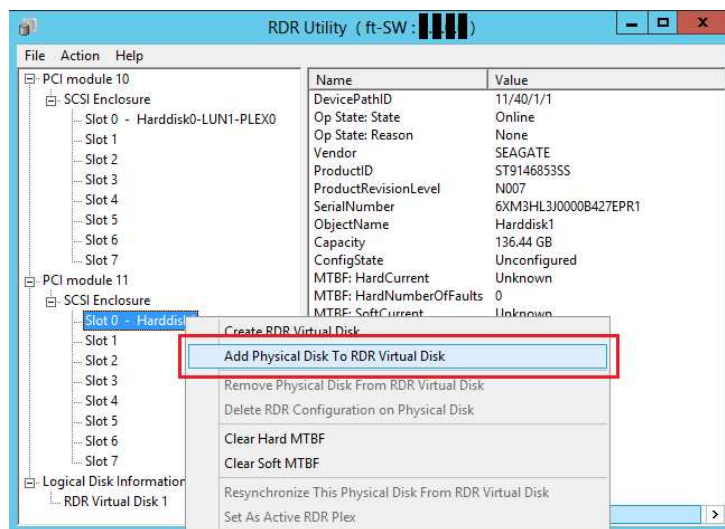 RDR Utility ( ft-SW : . . . )
File Action Help
PCI module 10
SCSI Enclosure
Slot 0 - Harddisk0-LUN1-PLEX0
Slot 1
Slot 2
Slot 3
Slot 4
Slot 5
Slot 6
Slot 7
PCI module 11
SCSI Enclosure
Slot 0 - Harddisk
Slot 1
Slot 2
Slot 3
Slot 4
Slot 5
Slot 6
Slot 7
Logical Disk Information
RDR Virtual Disk 1
Name Value
DevicePathID 11/40/1/1
Op State: State Online
Op State: Reason None
Vendor SEAGATE
ProductID ST9146853SS
ProductRevisionLevel N007
SerialNumber 6XM3HL3J0000B427EPR1
ObjectName Harddisk1
Capacity 136.44 GB
ConfigState Unconfigured
MTBF: HardCurrent Unknown
MTBF: HardNumberOfFaults 0
MTBF: SoftCurrent Unknown
Create RDR Virtual Disk
Add Physical Disk To RDR Virtual Disk
Remove Physical Disk From RDR Virtual Disk
Delete RDR Configuration on Physical Disk
Clear Hard MTBF
Clear Soft MTBF
Resynchronize This Physical Disk From RDR Virtual Disk
Set As Active RDR Plex